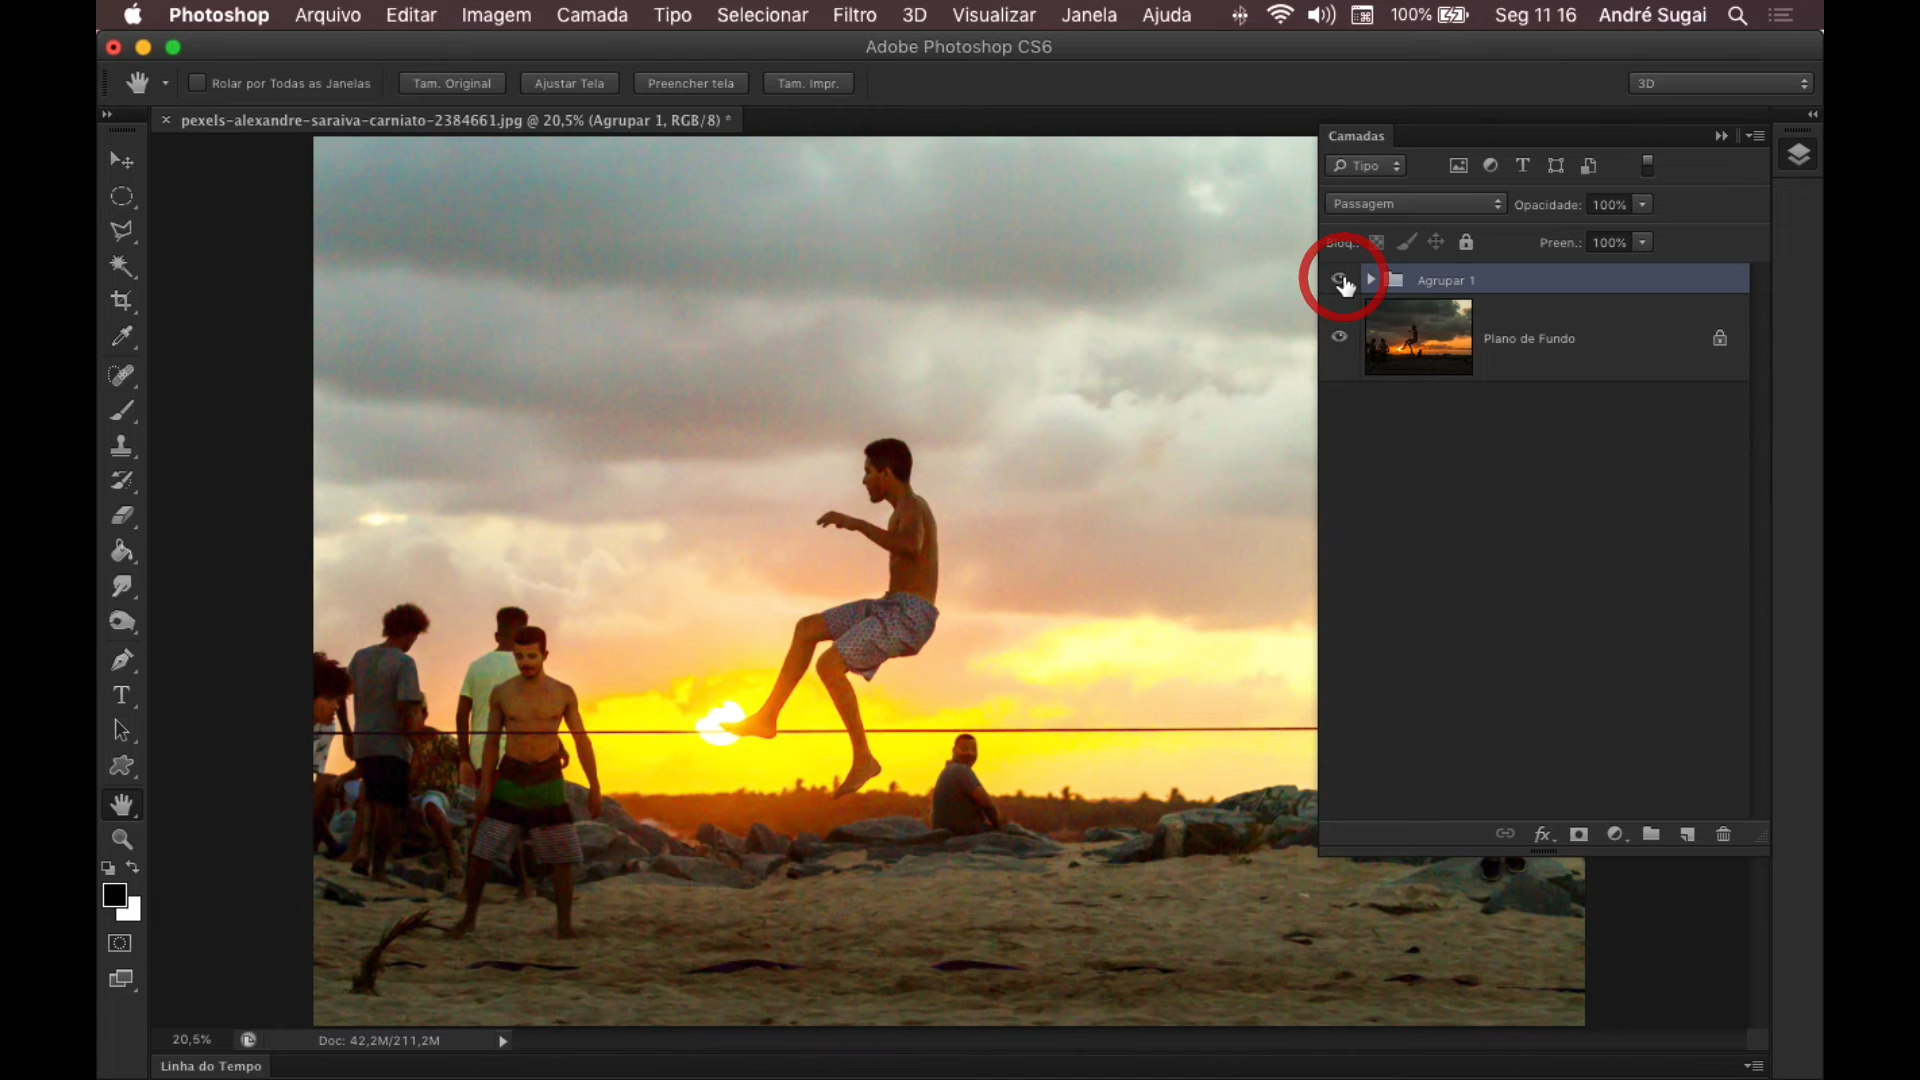 Photoshop Arquivo Editar Imagem Camada Tipo Selecionar Filtro 3D Visualizar Janela Ajuda 100% Seg 11 16 André Sugai
Adobe Photoshop CS6
Rolar por Todas as Janelas Tam. Original Ajustar Tela Preencher tela Tam. Impr. 3D
× pexels-alexandre-saraiva-carniato-2384661.jpg @ 20,5% (Agrupar 1, RGB/8) *
Camadas
Tipo
Passagem Opacidade: 100%
Bloq.: Preen.: 100%
Agrupar 1
Plano de Fundo
fx
20,5% Doc: 42,2M/211,2M
Linha do Tempo